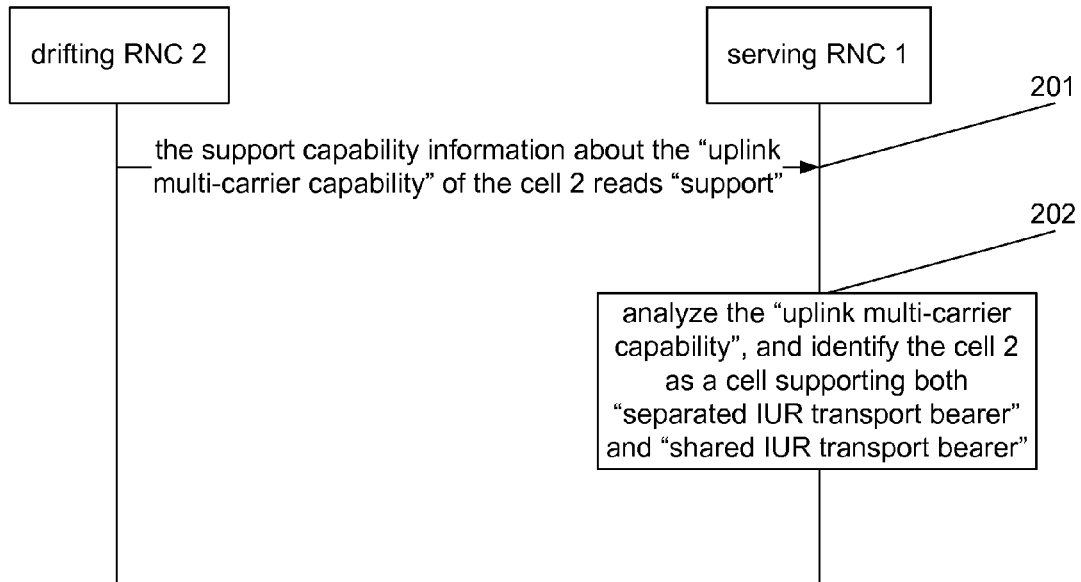 drifting RNC 2
serving RNC 1
201
the support capability information about the “uplink
multi-carrier capability” of the cell 2 reads “support”
202
analyze the “uplink multi-carrier
capability”, and identify the cell 2
as a cell supporting both
“separated IUR transport bearer”
and “shared IUR transport bearer”